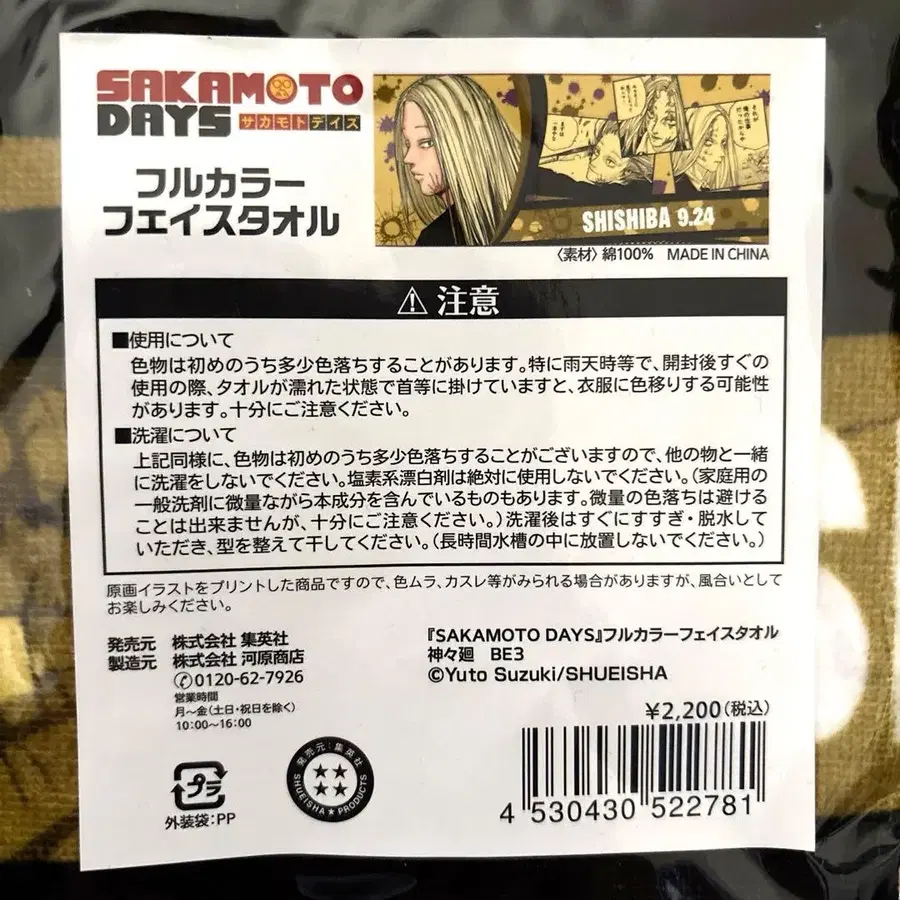 SAKAMOTO
DAYS サカモトデイズ
フルカラー
フェイスタオル
SHISHIBA 9.24
〈素材〉綿100% MADE IN CHINA
⚠ 注意
■使用について
色物は初めのうち多少色落ちすることがあります。特に雨天時等で、開封後すぐの
使用の際、タオルが濡れた状態で首等に掛けていますと、衣服に色移りする可能性
があります。十分にご注意ください。
■洗濯について
上記同様に、色物は初めのうち多少色落ちすることがございますので、他の物と一緒
に洗濯をしないでください。塩素系漂白剤は絶対に使用しないでください。(家庭用の
一般洗剤に微量ながら本成分を含んでいるものもあります。微量の色落ちは避ける
ことは出来ませんが、十分にご注意ください。)洗濯後はすぐにすすぎ・脱水して
いただき、型を整えて干してください。(長時間水槽の中に放置しないでください。)
原画イラストをプリントした商品ですので、色ムラ、カスレ等がみられる場合がありますが、風合いとして
お楽しみください。
発売元 株式会社 集英社
製造元 株式会社 河原商店
0120-62-7926
営業時間
月〜金(土日・祝日を除く)
10:00〜16:00
『SAKAMOTO DAYS』フルカラーフェイスタオル
神々廻 BE3
©Yuto Suzuki/SHUEISHA
¥2,200(税込)
4 530430 522781
プラ
外装袋:PP
発売元:集英社
SHUEISHA★PRODUCTS